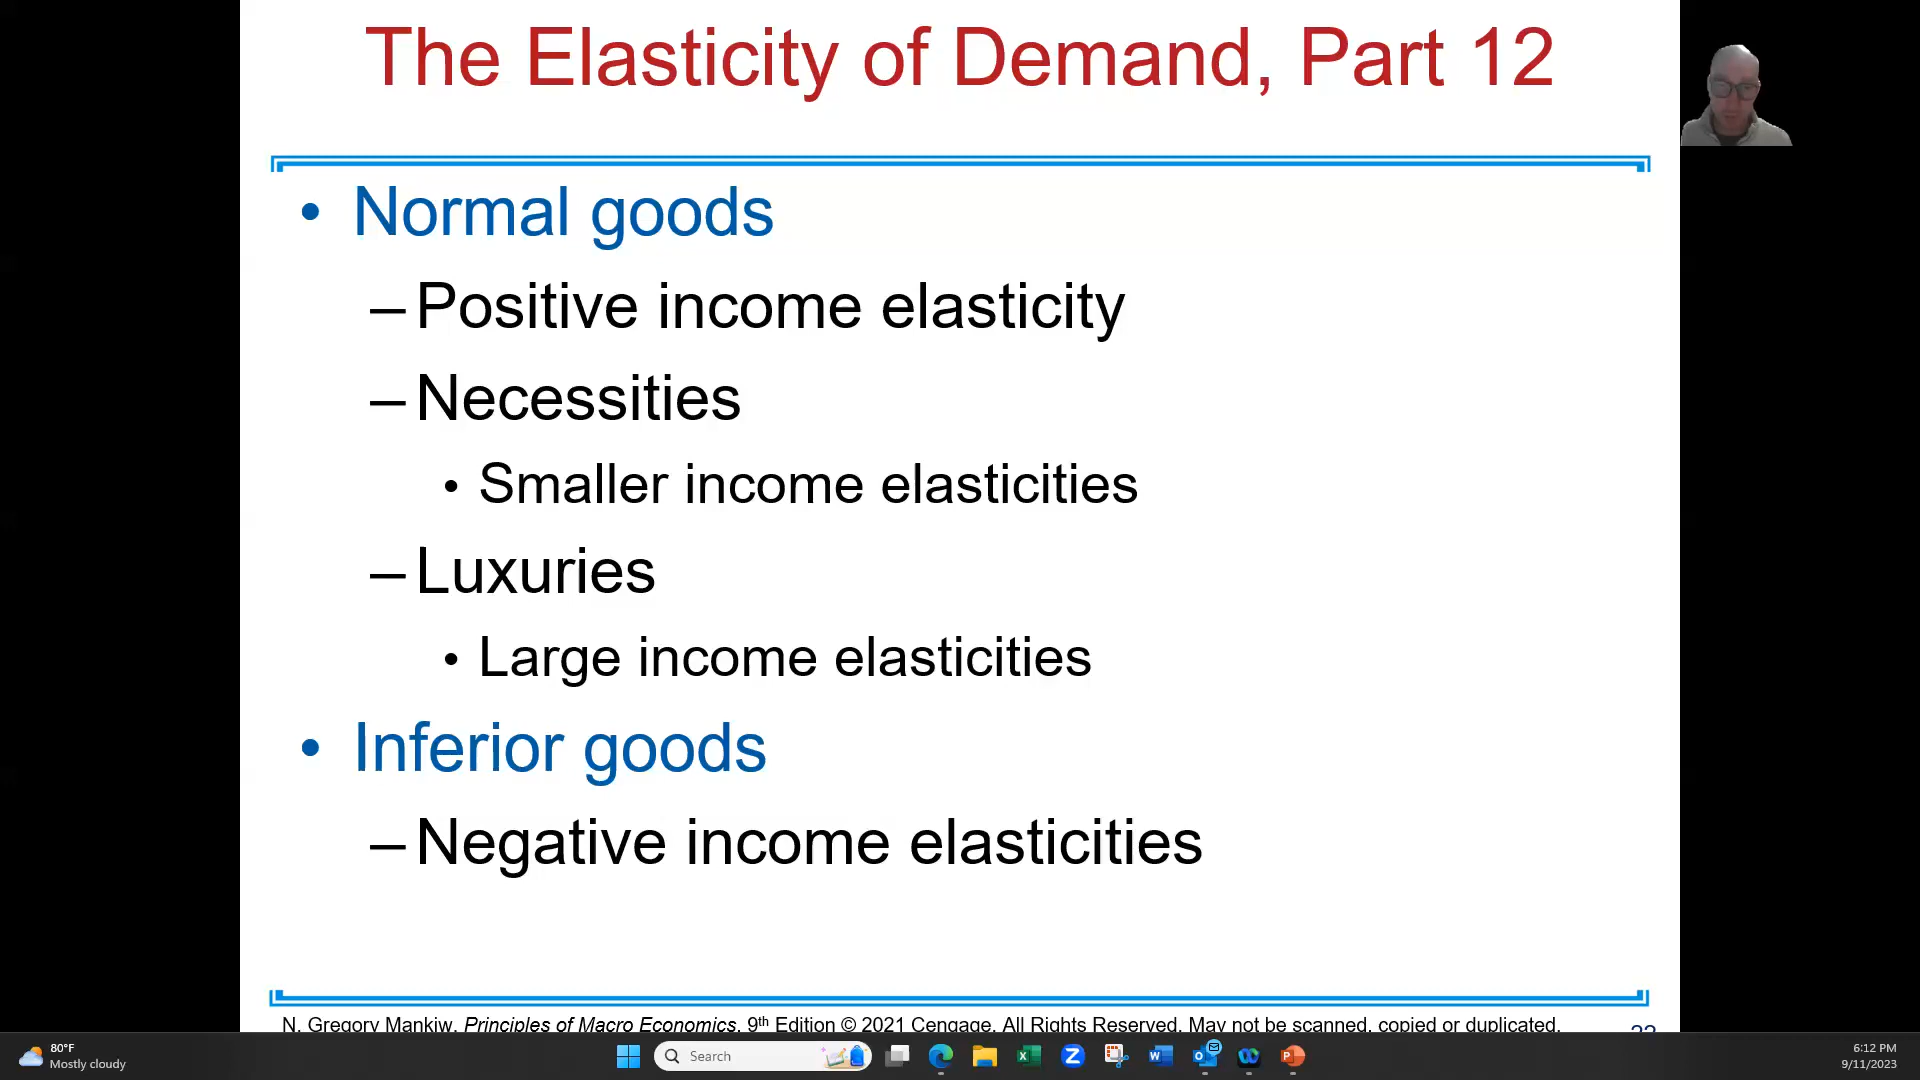 The Elasticity of Demand, Part 12
• Normal goods
– Positive income elasticity
– Necessities
• Smaller income elasticities
– Luxuries
• Large income elasticities
• Inferior goods
– Negative income elasticities
N. Gregory Mankiw, Principles of Macro Economics, 9th Edition © 2021 Cengage. All Rights Reserved. May not be scanned, copied or duplicated,
80°F
Mostly cloudy
Search
6:12 PM
9/11/2023